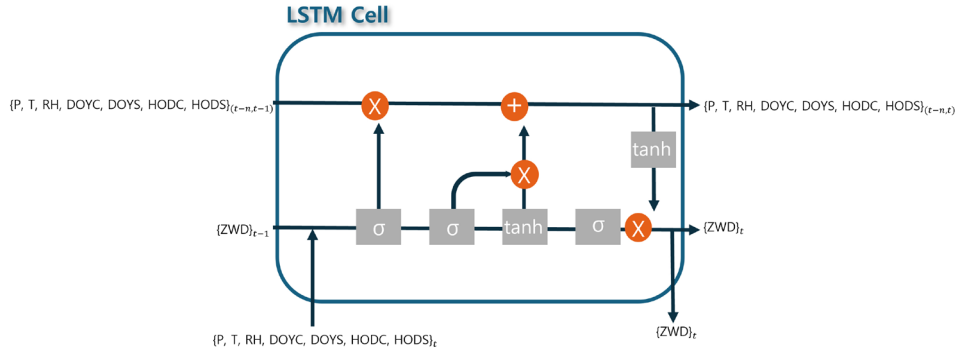 LSTM Cell
{P, T, RH, DOYC, DOYS, HODC, HODS}(t−n,t−1)
X
+
{P, T, RH, DOYC, DOYS, HODC, HODS}(t−n,t)
tanh
X
{ZWD}t−1
σ
σ
tanh
σ
X
{ZWD}t
{ZWD}t
{P, T, RH, DOYC, DOYS, HODC, HODS}t